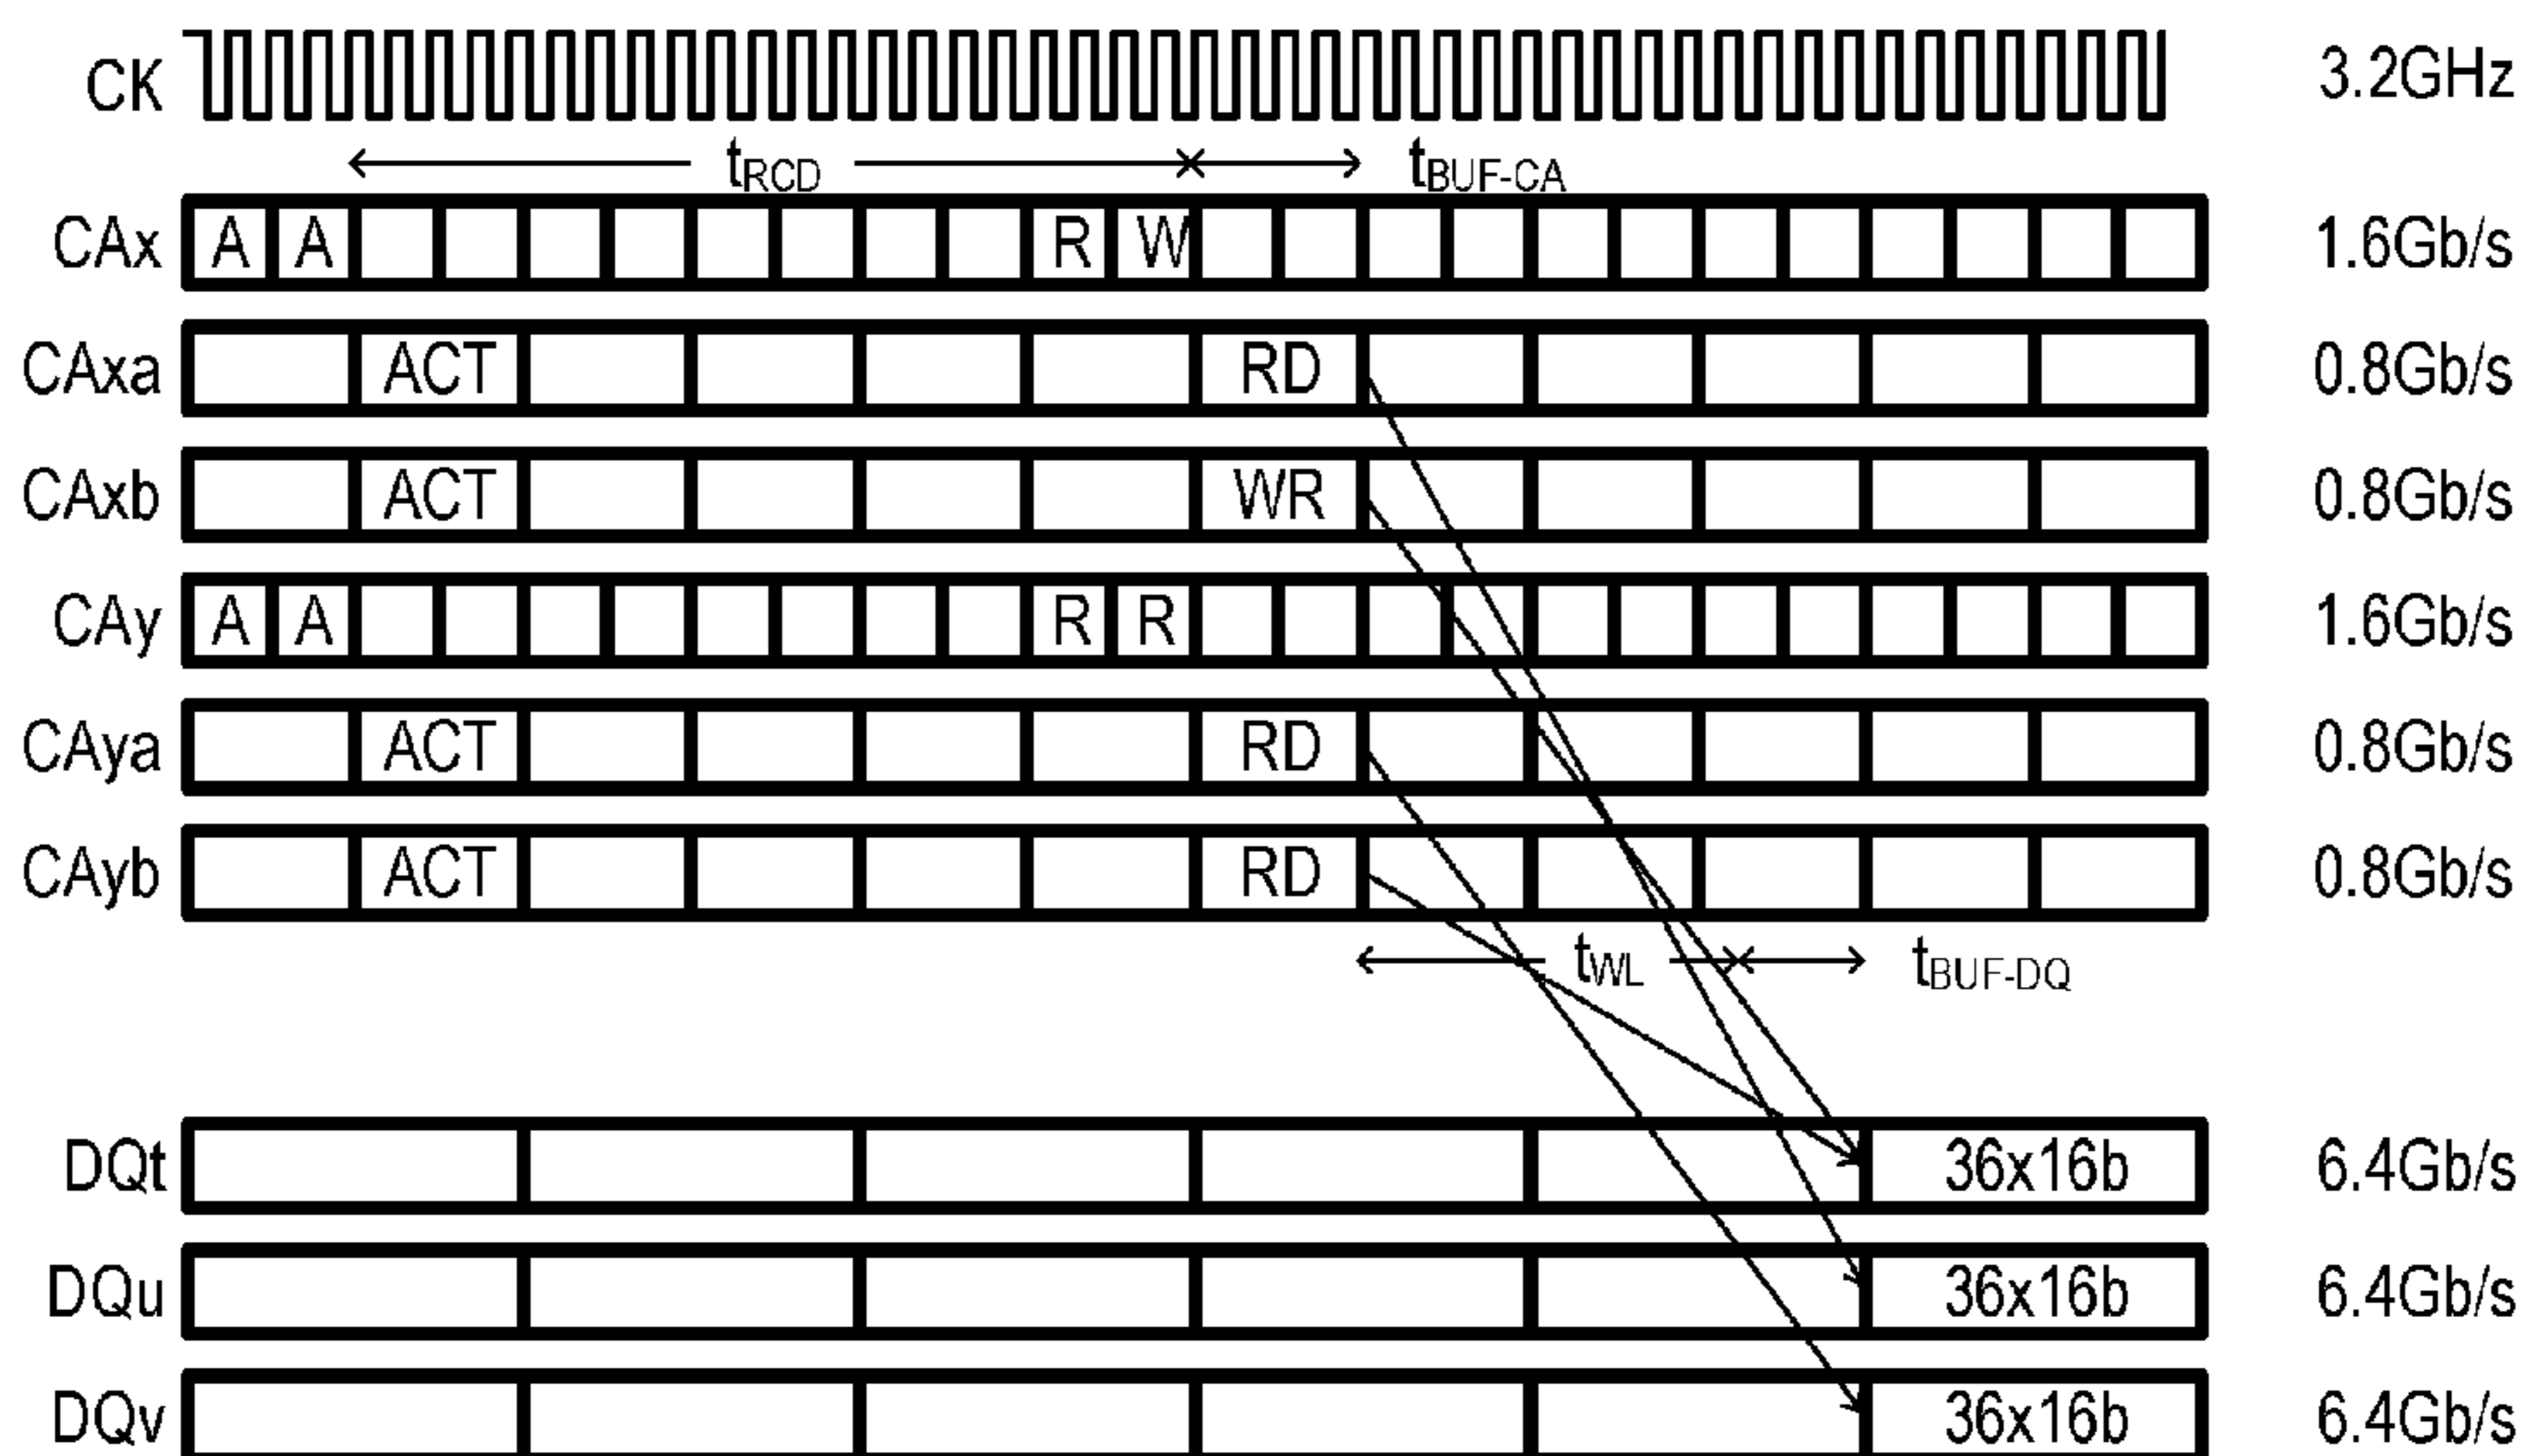 CK 3.2GHz
tRCD tBUF-CA
CAx A A R W 1.6Gb/s
CAxa ACT RD 0.8Gb/s
CAxb ACT WR 0.8Gb/s
CAy A A R R 1.6Gb/s
CAya ACT RD 0.8Gb/s
CAyb ACT RD 0.8Gb/s
tWL tBUF-DQ
DQt 36x16b 6.4Gb/s
DQu 36x16b 6.4Gb/s
DQv 36x16b 6.4Gb/s